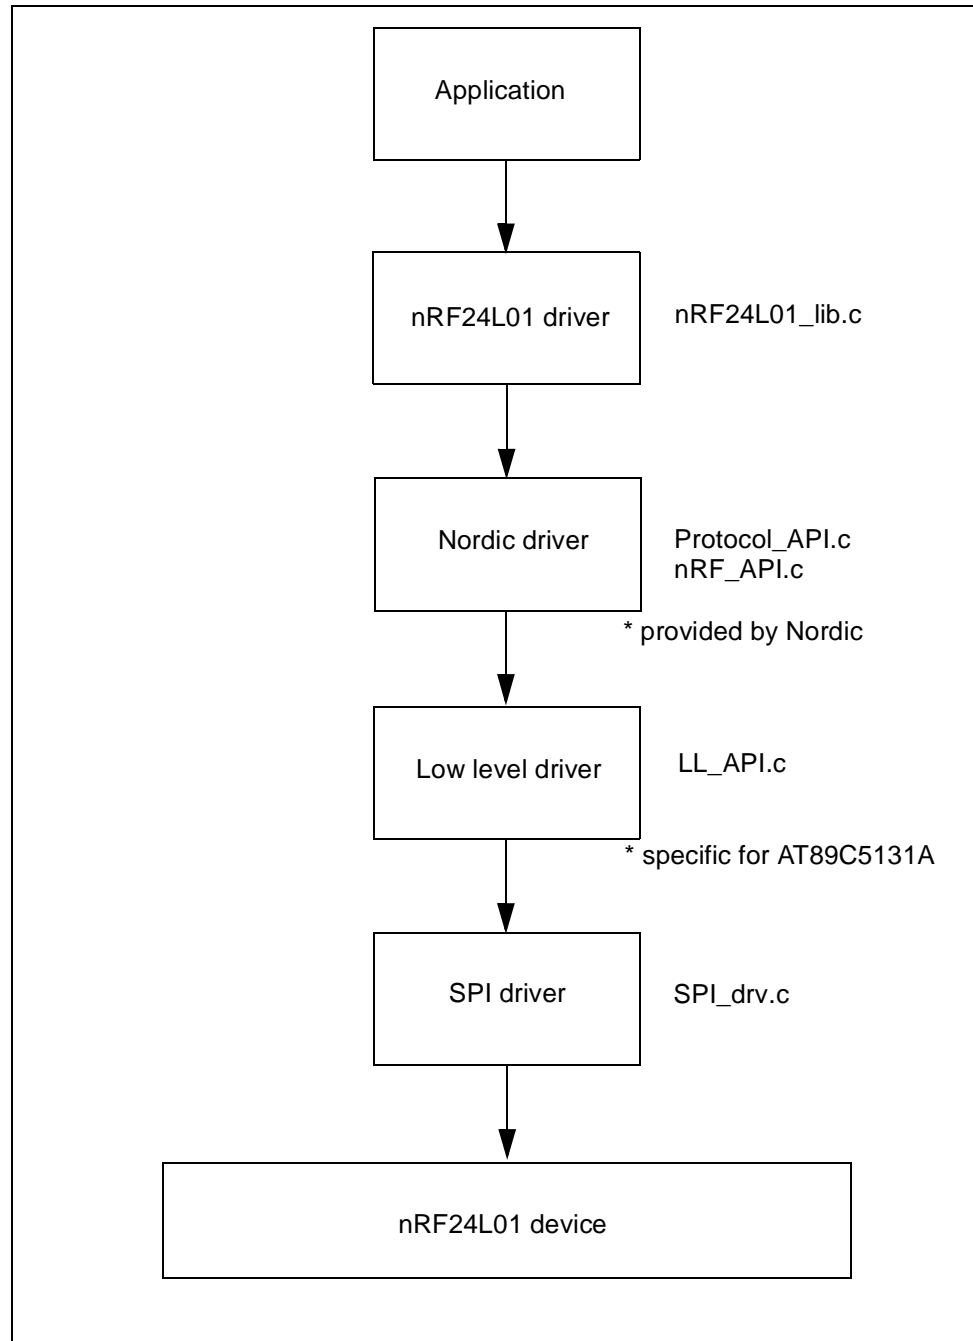 Application
nRF24L01 driver
nRF24L01_lib.c
Nordic driver
Protocol_API.c
nRF_API.c
* provided by Nordic
Low level driver
LL_API.c
* specific for AT89C5131A
SPI driver
SPI_drv.c
nRF24L01 device